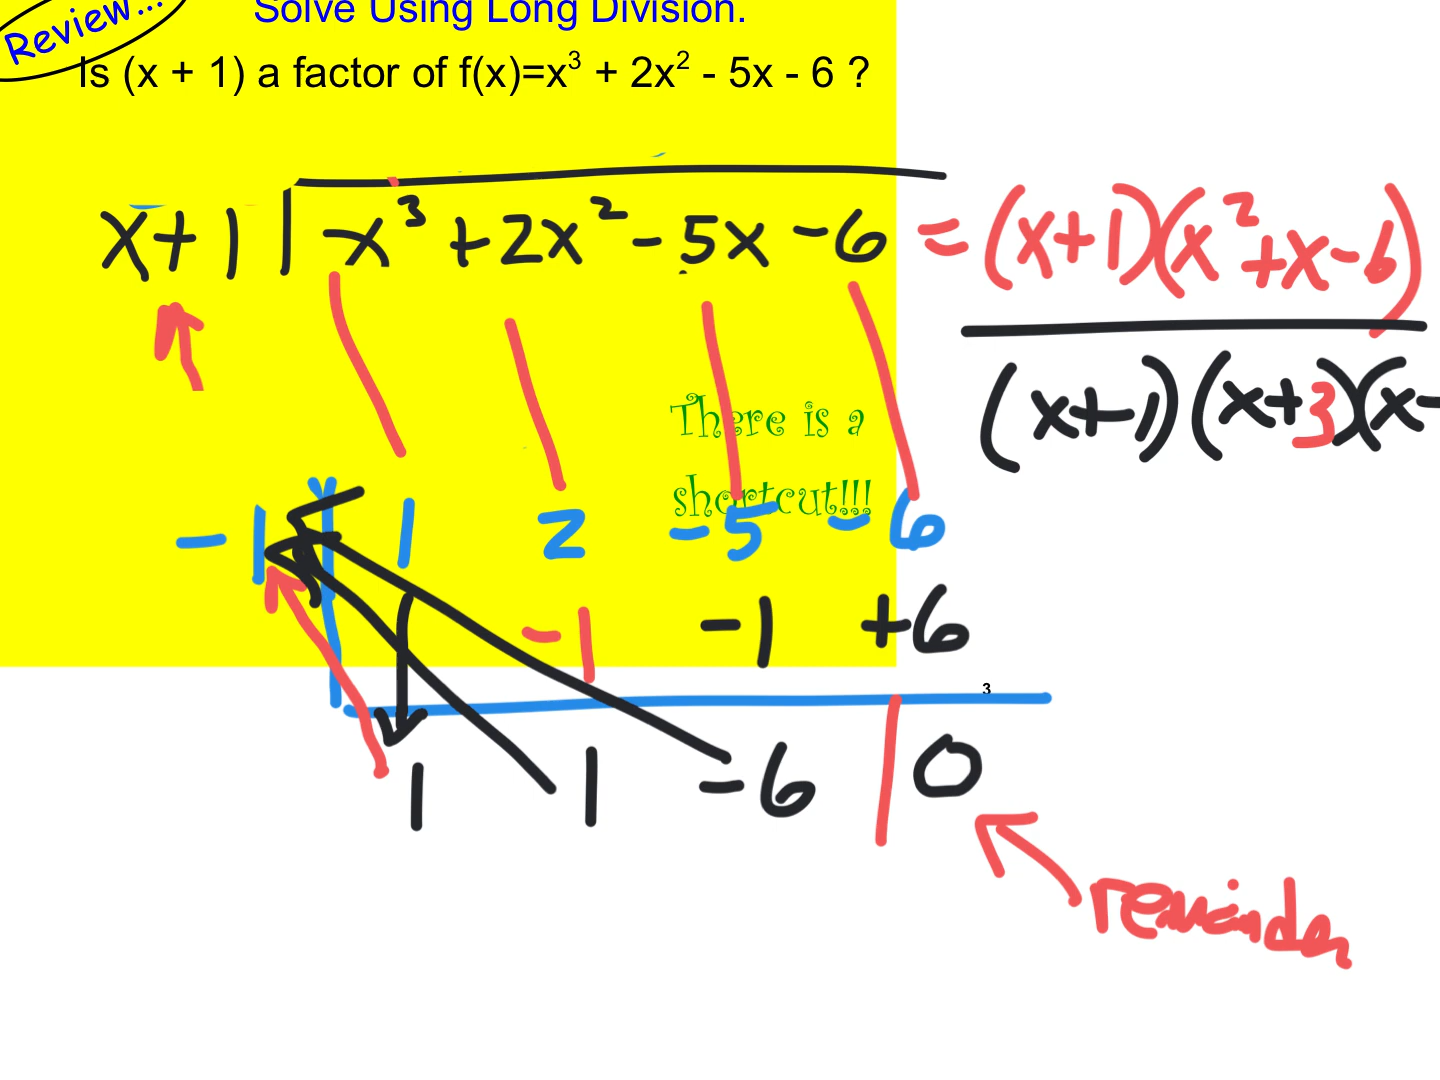 Review...
Solve Using Long Division.
Is (x + 1) a factor of f(x)=x³ + 2x² - 5x - 6 ?
x+1 | x³ +2x² - 5x - 6 = (x+1)(x²+x-6)
(x+1)(x+3)(x-
There is a
shortcut!!!
-1 | 1 2 -5 -6
-1 -1 +6
3
1 1 -6 | 0
remainder